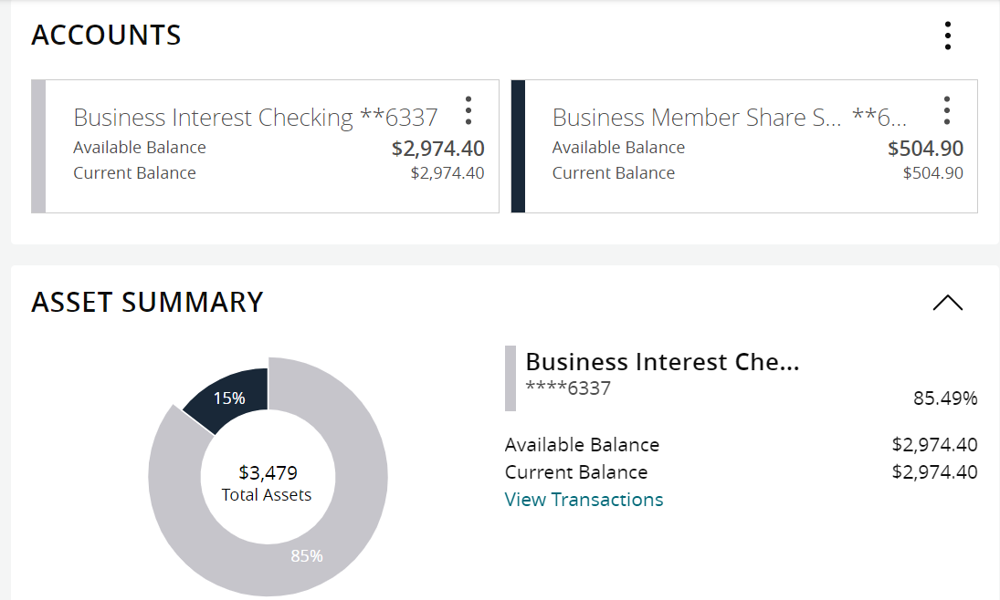 ACCOUNTS
Business Interest Checking **6337
Available Balance $2,974.40
Current Balance $2,974.40
Business Member Share S... **6...
Available Balance $504.90
Current Balance $504.90
ASSET SUMMARY
15%
$3,479
Total Assets
85%
Business Interest Che...
****6337
85.49%
Available Balance $2,974.40
Current Balance $2,974.40
View Transactions